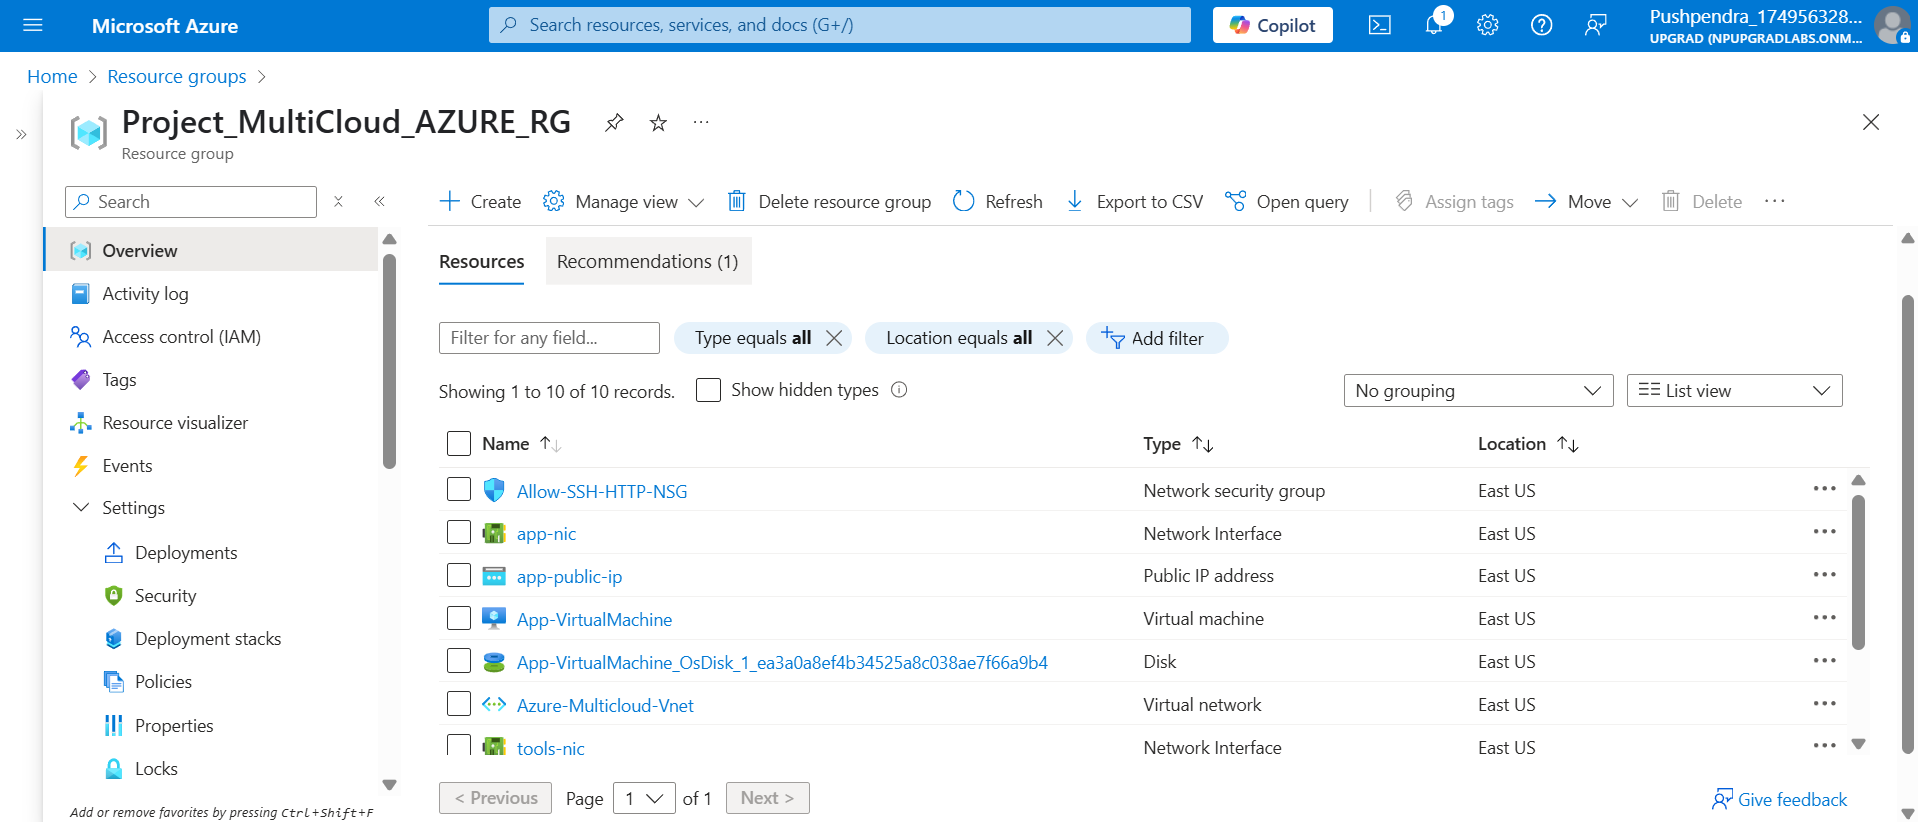 Microsoft Azure
Search resources, services, and docs (G+/)
Copilot
1
Pushpendra_174956328...
UPGRAD (NPUPGRADLABS.ONM...
Home > Resource groups >
Project_MultiCloud_AZURE_RG
Resource group
Search
Create
Manage view
Delete resource group
Refresh
Export to CSV
Open query
Assign tags
Move
Delete
Overview
Activity log
Access control (IAM)
Tags
Resource visualizer
Events
Settings
Deployments
Security
Deployment stacks
Policies
Properties
Locks
Add or remove favorites by pressing Ctrl+Shift+F
Resources
Recommendations (1)
Filter for any field...
Type equals all
Location equals all
Add filter
Showing 1 to 10 of 10 records.
Show hidden types
No grouping
List view
Name Type Location
Allow-SSH-HTTP-NSG Network security group East US
app-nic Network Interface East US
app-public-ip Public IP address East US
App-VirtualMachine Virtual machine East US
App-VirtualMachine_OsDisk_1_ea3a0a8ef4b34525a8c038ae7f66a9b4 Disk East US
Azure-Multicloud-Vnet Virtual network East US
tools-nic Network Interface East US
< Previous
Page 1 of 1
Next >
Give feedback